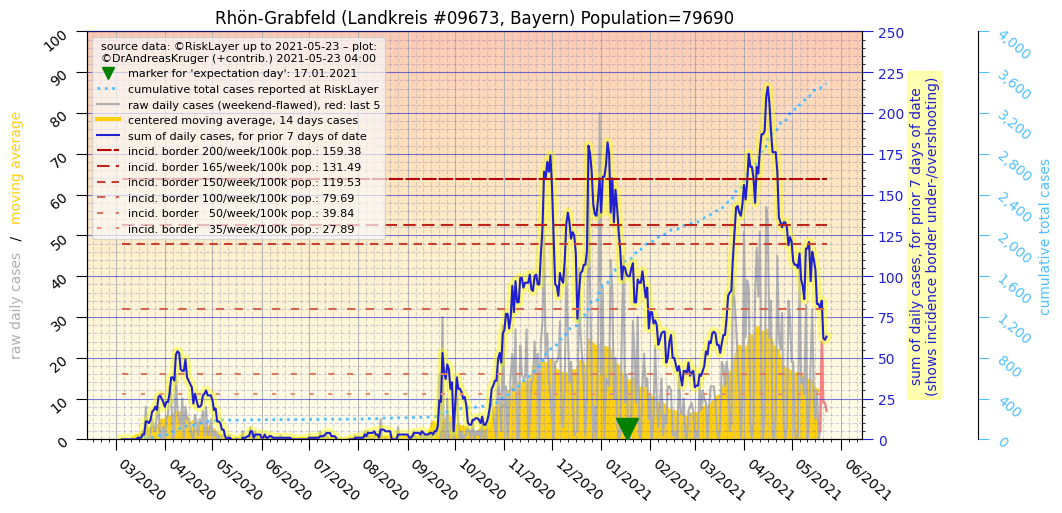 Rhön-Grabfeld (Landkreis #09673, Bayern) Population=79690
source data: ©RiskLayer up to 2021-05-23 – plot:
©DrAndreasKruger (+contrib.) 2021-05-23 04:00
marker for 'expectation day': 17.01.2021
cumulative total cases reported at RiskLayer
raw daily cases (weekend-flawed), red: last 5
centered moving average, 14 days cases
sum of daily cases, for prior 7 days of date
incid. border 200/week/100k pop.: 159.38
incid. border 165/week/100k pop.: 131.49
incid. border 150/week/100k pop.: 119.53
incid. border 100/week/100k pop.: 79.69
incid. border 50/week/100k pop.: 39.84
incid. border 35/week/100k pop.: 27.89
raw daily cases / moving average
100
90
80
70
60
50
40
30
20
10
0
03/2020
04/2020
05/2020
06/2020
07/2020
08/2020
09/2020
10/2020
11/2020
12/2020
01/2021
02/2021
03/2021
04/2021
05/2021
06/2021
250
225
200
175
150
125
100
75
50
25
0
sum of daily cases, for prior 7 days of date
(shows incidence border under-/overshooting)
4,000
3,600
3,200
2,800
2,400
2,000
1,600
1,200
800
400
0
cumulative total cases